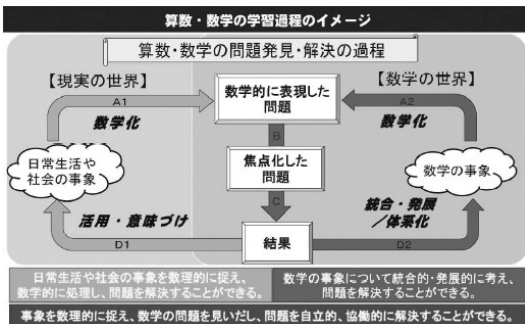 算数・数学の学習過程のイメージ
算数・数学の問題発見・解決の過程
【現実の世界】
【数学の世界】
A1
数学的に表現した
問題
A2
数学化
数学化
B
日常生活や
社会の事象
焦点化した
問題
数学の事象
C
活用・意味づけ
統合・発展
/体系化
D1
結果
D2
日常生活や社会の事象を数理的に捉え、
数学的に処理し、問題を解決することができる。
数学の事象について統合的・発展的に考え、
問題を解決することができる。
事象を数理的に捉え、数学の問題を見いだし、問題を自立的、協働的に解決することができる。